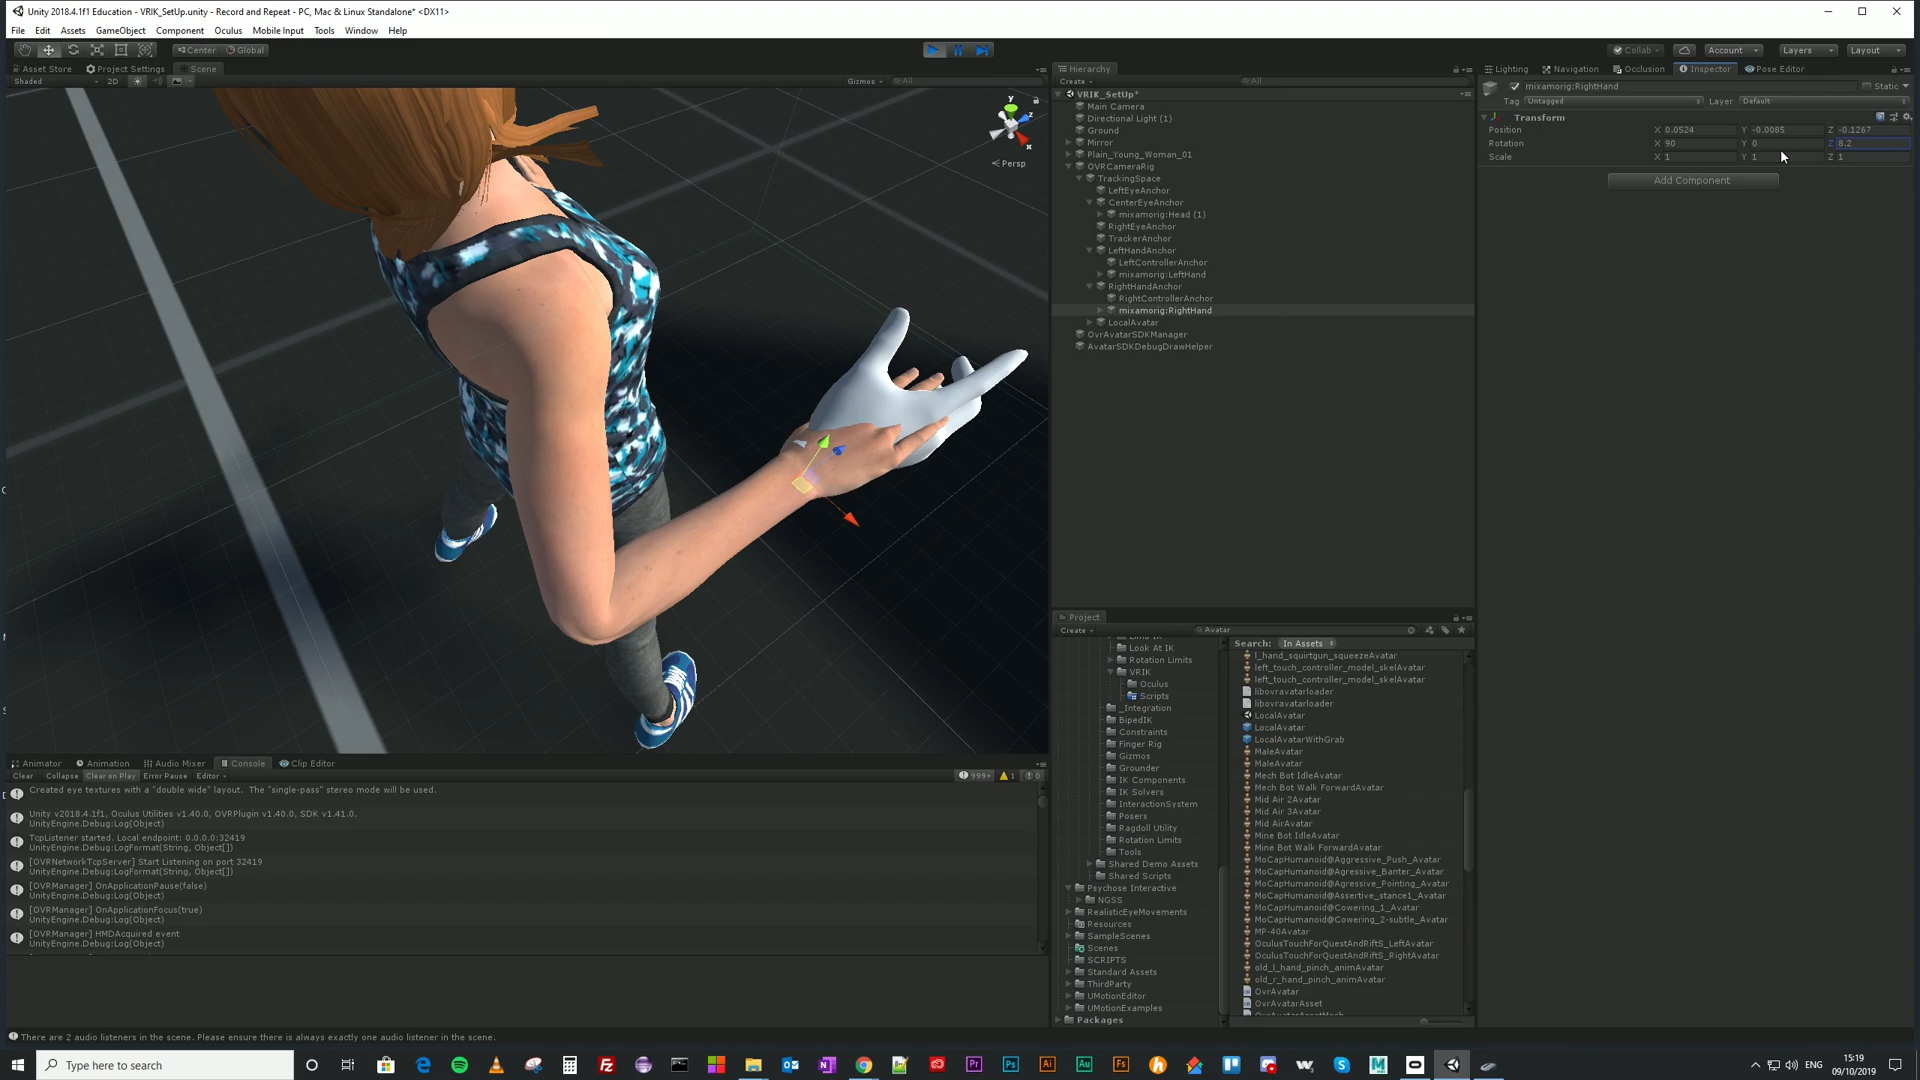 Unity 2018.4.1f1 Education - VRIK_SetUp.unity - Record and Repeat - PC, Mac & Linux Standalone* <DX11>
File Edit Assets GameObject Component Oculus Mobile Input Tools Window Help
Center Global
Collab Account Layers Layout
Asset Store Project Settings Scene
Shaded 2D Gizmos All
y
x
Persp
Hierarchy
Create All
VRIK_SetUp*
Main Camera
Directional Light (1)
Ground
Mirror
Plain_Young_Woman_01
OVRCameraRig
TrackingSpace
LeftEyeAnchor
CenterEyeAnchor
mixamorig:Head (1)
RightEyeAnchor
TrackerAnchor
LeftHandAnchor
LeftControllerAnchor
mixamorig:LeftHand
RightHandAnchor
RightControllerAnchor
mixamorig:RightHand
LocalAvatar
OvrAvatarSDKManager
AvatarSDKDebugDrawHelper
Lighting Navigation Occlusion Inspector Pose Editor
mixamorig:RightHand Static
Tag Untagged Layer Default
Transform
Position X 0.0524 Y -0.0085 Z -0.1267
Rotation X 90 Y 0 Z 8.2
Scale X 1 Y 1 Z 1
Add Component
Project
Create Avatar
Limb IK
Look At IK
Rotation Limits
VRIK
Oculus
Scripts
_Integration
BipedIK
Constraints
Finger Rig
Gizmos
Grounder
IK Components
IK Solvers
InteractionSystem
Posers
Ragdoll Utility
Rotation Limits
Tools
Shared Demo Assets
Shared Scripts
Psychose Interactive
NGSS
RealisticEyeMovements
Resources
SampleScenes
Scenes
SCRIPTS
Standard Assets
ThirdParty
UMotionEditor
UMotionExamples
Packages
Search: In Assets
l_hand_squirtgun_squeezeAvatar
left_touch_controller_model_skelAvatar
left_touch_controller_model_skelAvatar
libovravatarloader
libovravatarloader
LocalAvatar
LocalAvatar
LocalAvatarWithGrab
MaleAvatar
MaleAvatar
Mech Bot IdleAvatar
Mech Bot Walk ForwardAvatar
Mid Air 2Avatar
Mid Air 3Avatar
Mid AirAvatar
Mine Bot IdleAvatar
Mine Bot Walk ForwardAvatar
MoCapHumanoid@Aggressive_Push_Avatar
MoCapHumanoid@Agressive_Banter_Avatar
MoCapHumanoid@Agressive_Pointing_Avatar
MoCapHumanoid@Assertive_stance1_Avatar
MoCapHumanoid@Cowering_1_Avatar
MoCapHumanoid@Cowering_2-subtle_Avatar
MP-40Avatar
OculusTouchForQuestAndRiftS_LeftAvatar
OculusTouchForQuestAndRiftS_RightAvatar
old_l_hand_pinch_animAvatar
old_r_hand_pinch_animAvatar
OvrAvatar
OvrAvatarAsset
OvrAvatarAssetMesh
Animator Animation Audio Mixer Console Clip Editor
Clear Collapse Clear on Play Error Pause Editor 999+ 1 0
Created eye textures with a "double wide" layout. The "single-pass" stereo mode will be used.
Unity v2018.4.1f1, Oculus Utilities v1.40.0, OVRPlugin v1.40.0, SDK v1.41.0.
UnityEngine.Debug:Log(Object)
TcpListener started. Local endpoint: 0.0.0.0:32419
UnityEngine.Debug:LogFormat(String, Object[])
[OVRNetworkTcpServer] Start Listening on port 32419
UnityEngine.Debug:LogFormat(String, Object[])
[OVRManager] OnApplicationPause(false)
UnityEngine.Debug:Log(Object)
[OVRManager] OnApplicationFocus(true)
UnityEngine.Debug:Log(Object)
[OVRManager] HMDAcquired event
UnityEngine.Debug:Log(Object)
There are 2 audio listeners in the scene. Please ensure there is always exactly one audio listener in the scene.
Type here to search
Fz N Pr Ps Ai Au Fs M
ENG
15:19
09/10/2019